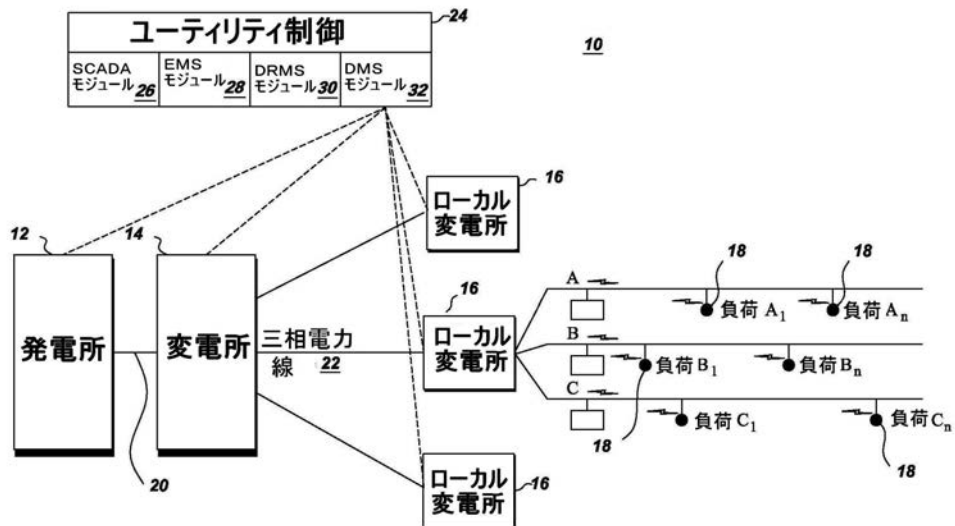 ユーティリティ制御
24
10
SCADA
モジュール 26
EMS
モジュール 28
DRMS
モジュール 30
DMS
モジュール 32
16
ローカル
変電所
12
14
18
18
16
A
負荷 A1
負荷 An
発電所
変電所
三相電力
線 22
ローカル
変電所
B
負荷 B1
負荷 Bn
C
負荷 C1
負荷 Cn
18
18
20
ローカル
変電所
16